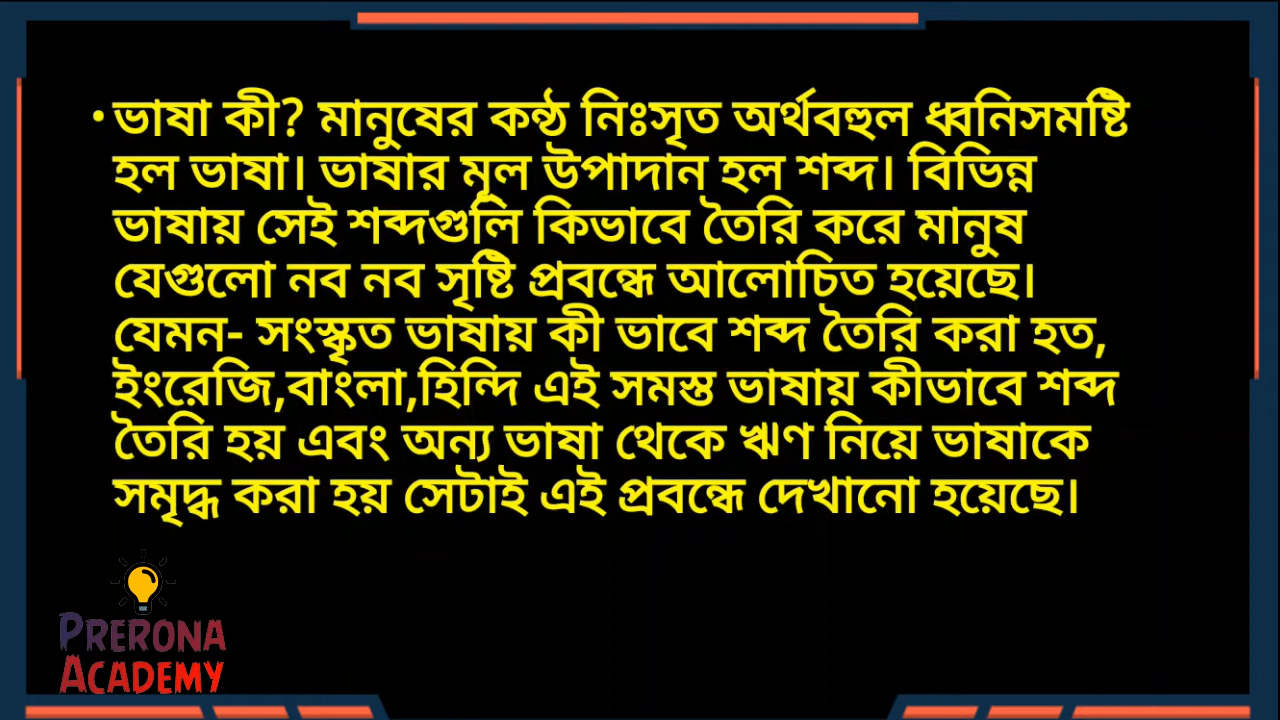 • ভাষা কী? মানুষের কন্ঠ নিঃসৃত অর্থবহুল ধ্বনিসমষ্টি
হল ভাষা। ভাষার মূল উপাদান হল শব্দ। বিভিন্ন
ভাষায় সেই শব্দগুলি কিভাবে তৈরি করে মানুষ
যেগুলো নব নব সৃষ্টি প্রবন্ধে আলোচিত হয়েছে।
যেমন- সংস্কৃত ভাষায় কী ভাবে শব্দ তৈরি করা হত,
ইংরেজি,বাংলা,হিন্দি এই সমস্ত ভাষায় কীভাবে শব্দ
তৈরি হয় এবং অন্য ভাষা থেকে ঋণ নিয়ে ভাষাকে
সমৃদ্ধ করা হয় সেটাই এই প্রবন্ধে দেখানো হয়েছে।
PRERONA
ACADEMY